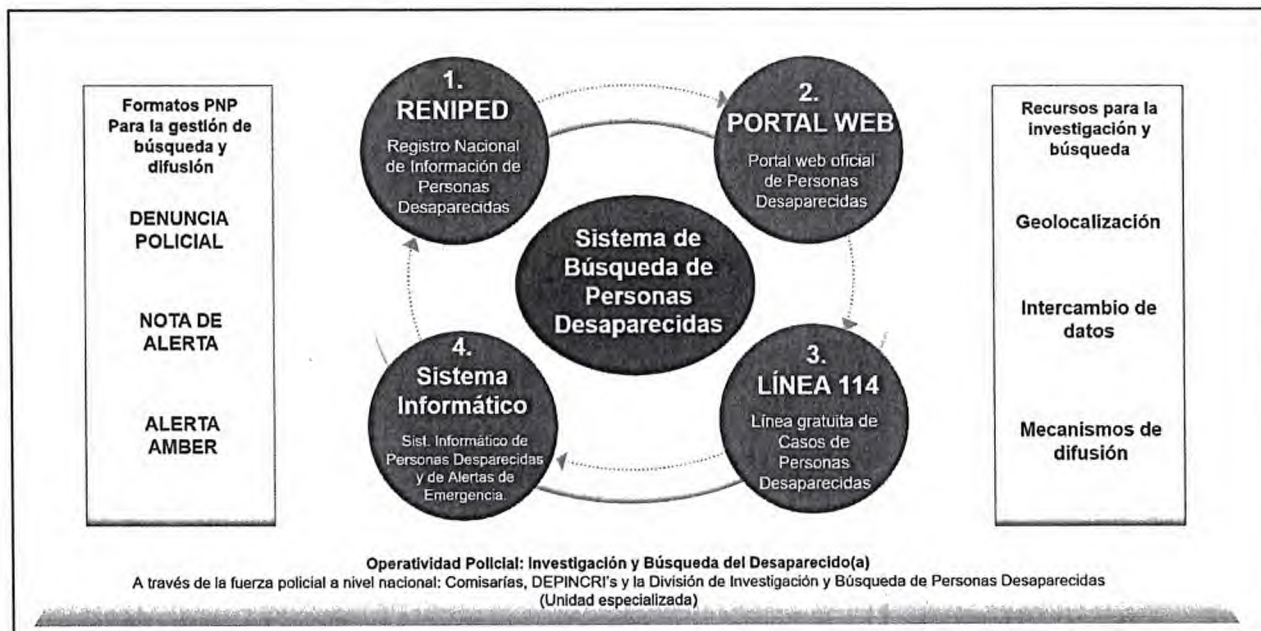 Formatos PNP
Para la gestión de
búsqueda y
difusión
DENUNCIA
POLICIAL
NOTA DE
ALERTA
ALERTA
AMBER
1.
RENIPED
Registro Nacional
de Información de
Personas
Desaparecidas
2.
PORTAL WEB
Portal web oficial
de Personas
Desaparecidas
Sistema de
Búsqueda de
Personas
Desaparecidas
3.
LÍNEA 114
Línea gratuita de
Casos de
Personas
Desaparecidas
4.
Sistema
Informático
Sist. Informático de
Personas Desparecidas
y de Alertas de
Emergencia.
Recursos para la
investigación y
búsqueda
Geolocalización
Intercambio de
datos
Mecanismos de
difusión
Operatividad Policial: Investigación y Búsqueda del Desaparecido(a)
A través de la fuerza policial a nivel nacional: Comisarías, DEPINCRI's y la División de Investigación y Búsqueda de Personas Desaparecidas
(Unidad especializada)